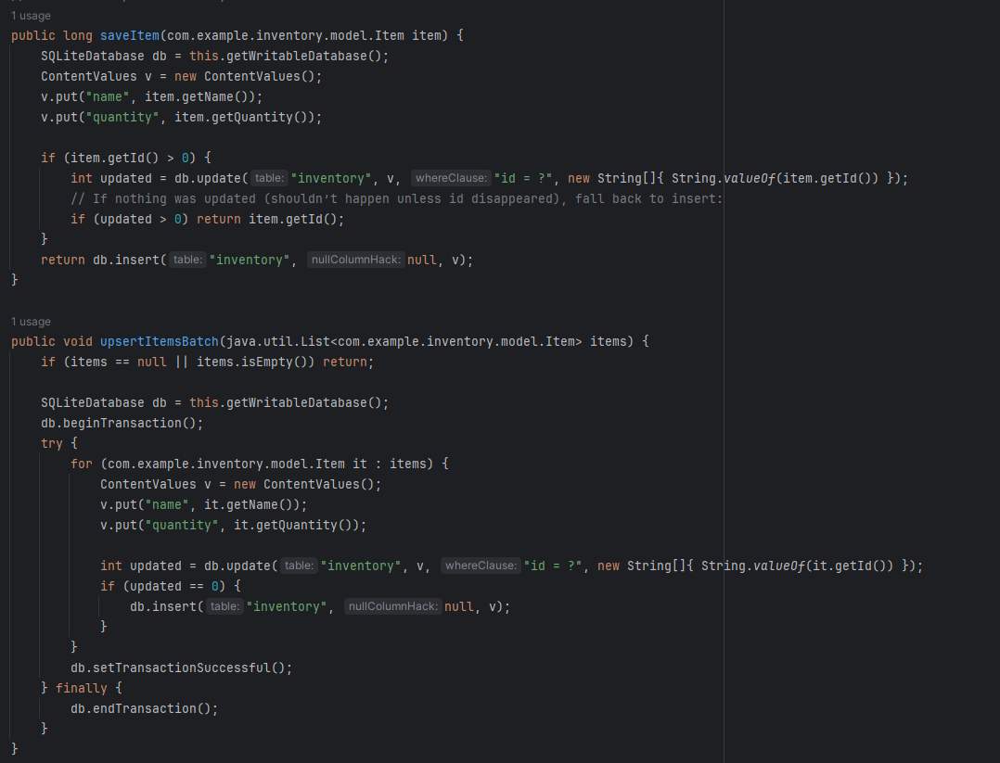 1 usage
public long saveItem(com.example.inventory.model.Item item) {
    SQLiteDatabase db = this.getWritableDatabase();
    ContentValues v = new ContentValues();
    v.put("name", item.getName());
    v.put("quantity", item.getQuantity());

    if (item.getId() > 0) {
        int updated = db.update( table: "inventory", v, whereClause: "id = ?", new String[]{ String.valueOf(item.getId()) });
        // If nothing was updated (shouldn't happen unless id disappeared), fall back to insert:
        if (updated > 0) return item.getId();
    }
    return db.insert( table: "inventory", nullColumnHack: null, v);
}

1 usage
public void upsertItemsBatch(java.util.List<com.example.inventory.model.Item> items) {
    if (items == null || items.isEmpty()) return;

    SQLiteDatabase db = this.getWritableDatabase();
    db.beginTransaction();
    try {
        for (com.example.inventory.model.Item it : items) {
            ContentValues v = new ContentValues();
            v.put("name", it.getName());
            v.put("quantity", it.getQuantity());

            int updated = db.update( table: "inventory", v, whereClause: "id = ?", new String[]{ String.valueOf(it.getId()) });
            if (updated == 0) {
                db.insert( table: "inventory", nullColumnHack: null, v);
            }
        }
        db.setTransactionSuccessful();
    } finally {
        db.endTransaction();
    }
}